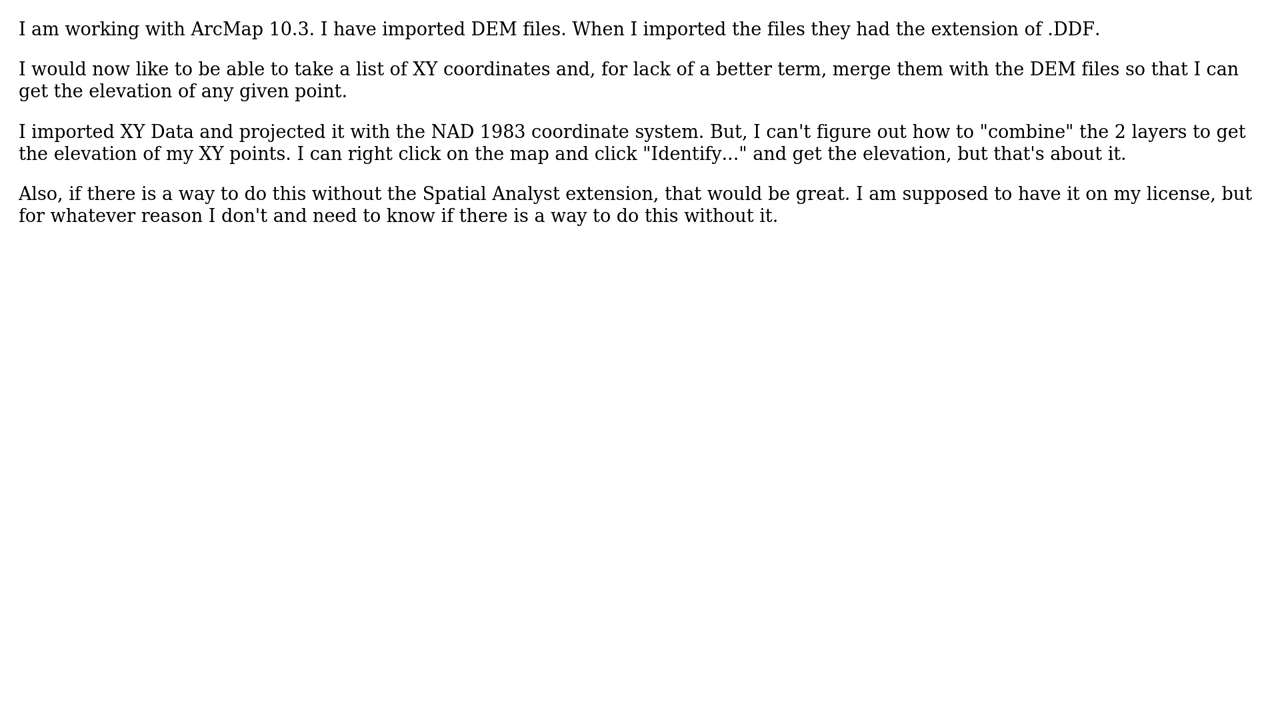 I am working with ArcMap 10.3. I have imported DEM files. When I imported the files they had the extension of .DDF.
I would now like to be able to take a list of XY coordinates and, for lack of a better term, merge them with the DEM files so that I can
get the elevation of any given point.
I imported XY Data and projected it with the NAD 1983 coordinate system. But, I can't figure out how to "combine" the 2 layers to get
the elevation of my XY points. I can right click on the map and click "Identify..." and get the elevation, but that's about it.
Also, if there is a way to do this without the Spatial Analyst extension, that would be great. I am supposed to have it on my license, but
for whatever reason I don't and need to know if there is a way to do this without it.